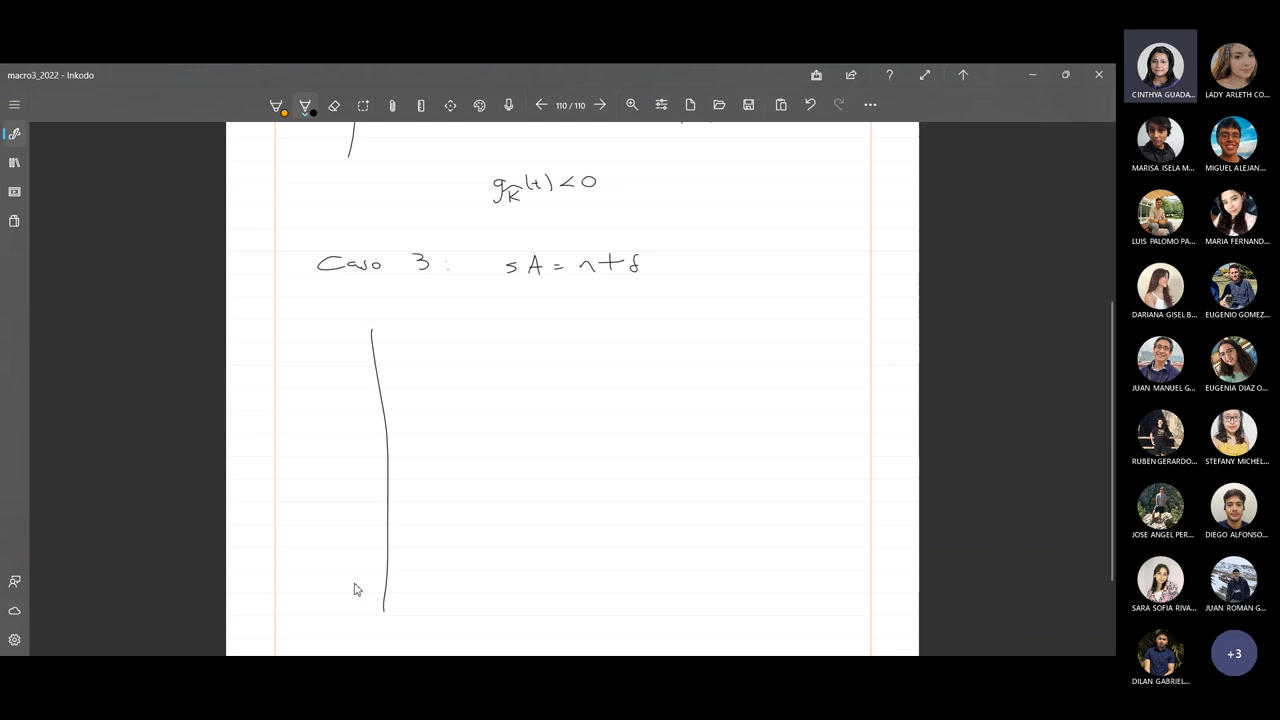 macro3_2022 - Inkodo
110 / 110
g_k(t) < 0
Caso 3 : sA = n + δ
CINTHYA GUADA...
LADY ARLETH CO...
MARISA ISELA M...
MIGUEL ALEJAN...
LUIS PALOMO PA...
MARIA FERNAND...
DARIANA GISEL B...
EUGENIO GOMEZ...
JUAN MANUEL G...
EUGENIA DIAZ O...
RUBEN GERARDO...
STEFANY MICHEL...
JOSE ANGEL PER...
DIEGO ALFONSO...
SARA SOFIA RIVA...
JUAN ROMAN G...
DILAN GABRIEL...
+3